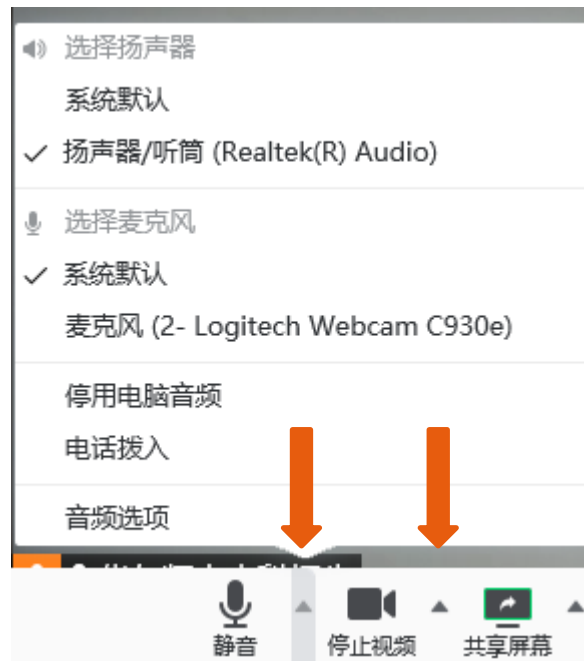 选择扬声器
系统默认
扬声器/听筒 (Realtek(R) Audio)
选择麦克风
系统默认
麦克风 (2- Logitech Webcam C930e)
停用电脑音频
电话拨入
音频选项
静音
停止视频
共享屏幕